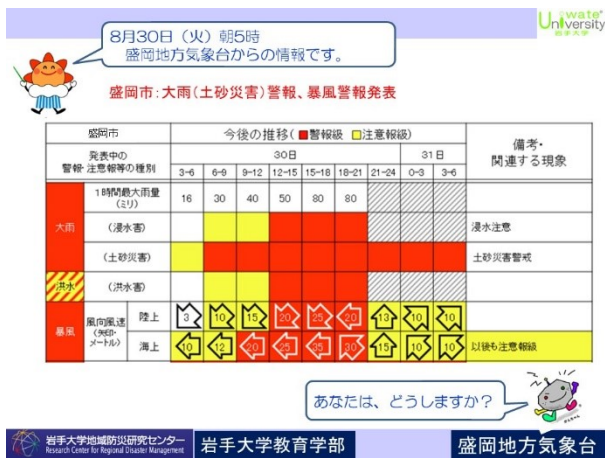 Iwate University
岩手大学
8月30日（火）朝5時
盛岡地方気象台からの情報です。
盛岡市：大雨（土砂災害）警報、暴風警報発表
盛岡市 今後の推移（■警報級 □注意報級） 備考・関連する現象
発表中の警報・注意報等の種別 30日 31日
3-6 6-9 9-12 12-15 15-18 18-21 21-24 0-3 3-6
大雨 1時間最大雨量（ミリ） 16 30 40 50 80 80
（浸水害） 浸水注意
（土砂災害） 土砂災害警戒
洪水 （洪水害）
暴風 風向風速（矢印・メートル） 陸上 3 10 15 20 25 20 13 10 10
海上 10 12 20 25 35 30 15 10 10 以後も注意報級
あなたは、どうしますか？
岩手大学地域防災研究センター
Research Center for Regional Disaster Management
岩手大学教育学部
盛岡地方気象台